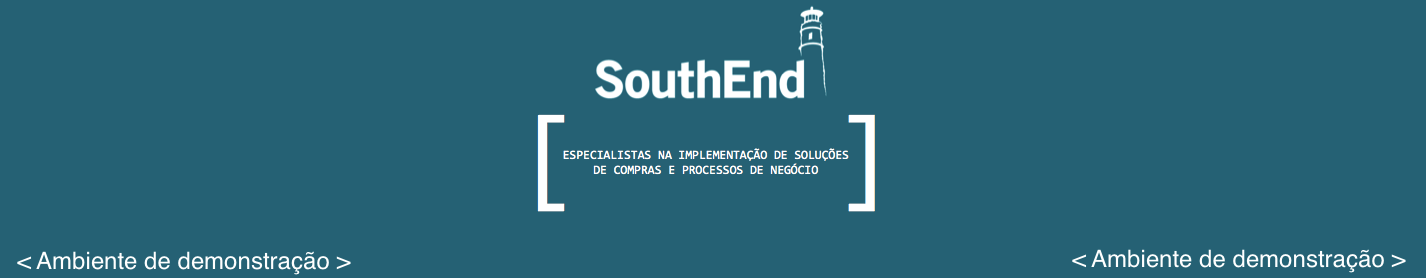 SouthEnd
ESPECIALISTAS NA IMPLEMENTAÇÃO DE SOLUÇÕES
DE COMPRAS E PROCESSOS DE NEGÓCIO
< Ambiente de demonstração >
< Ambiente de demonstração >